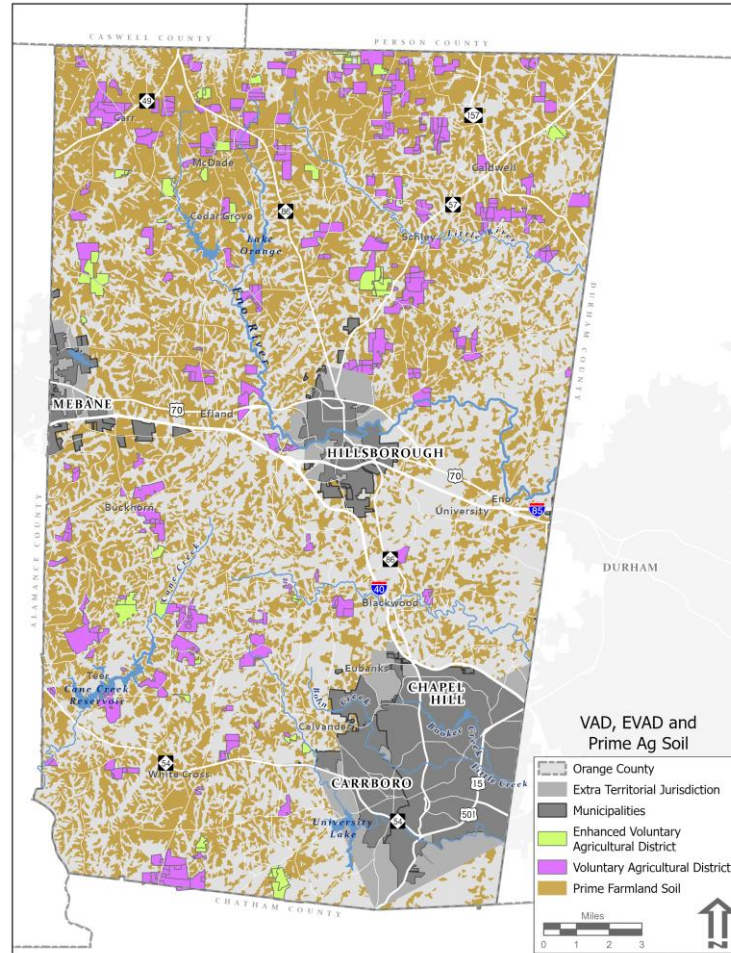 CASWELL COUNTY
PERSON COUNTY
49
Carr
157
McDade
Caldwell
86
57
Cedar Grove
Lake
Orange
Schley
Little River
Eno River
DURHAM COUNTY
MEBANE
70
Efland
HILLSBOROUGH
70
Eno
Buckhorn
University
85
ALAMANCE COUNTY
Cane Creek
86
DURHAM
40
Blackwood
Eubanks
Teer
Cane Creek
Reservoir
CHAPEL
HILL
Bolin
Creek
Calvander
Booker
Creek
Little Creek
54
White Cross
CARRBORO
15
501
University
Lake
54
CHATHAM COUNTY
VAD, EVAD and
Prime Ag Soil
Orange County
Extra Territorial Jurisdiction
Municipalities
Enhanced Voluntary
Agricultural District
Voluntary Agricultural District
Prime Farmland Soil
Miles
0 1 2 3
N